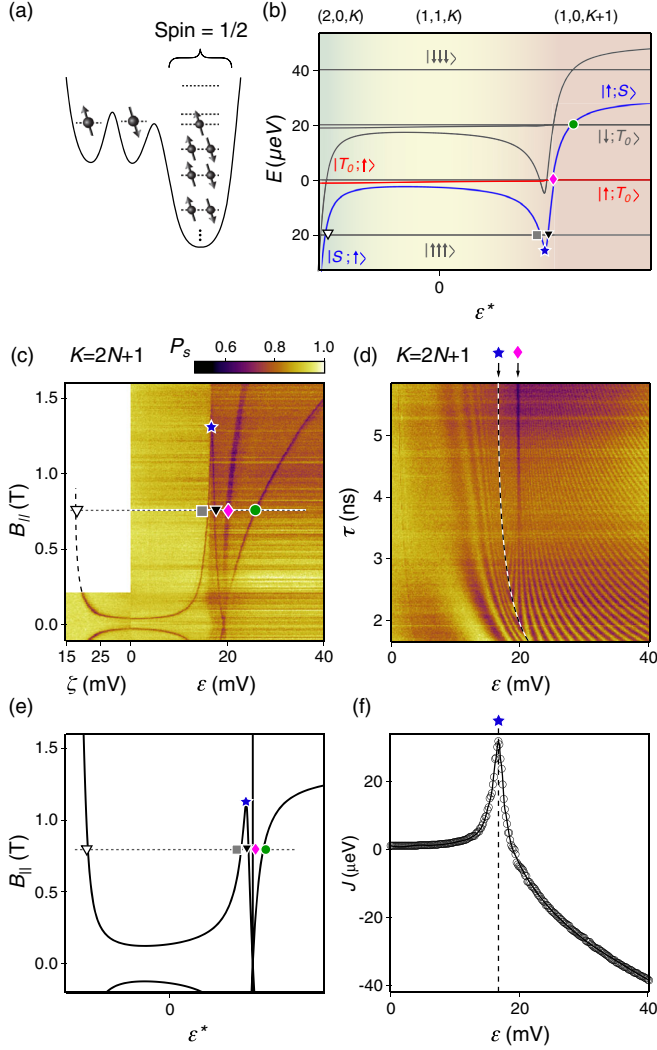 (a)
Spin = 1/2
(b)
(2,0,K)
(1,1,K)
(1,0,K+1)
E (μeV)
40
20
0
20
|↓↓↓⟩
|↑;S⟩
|↓;T₀⟩
|T₀;↑⟩
|↑;T₀⟩
|S;↑⟩
|↑↑↑⟩
0
ε*
(c)
K=2N+1
P_s
0.6
0.8
1.0
B_// (T)
1.5
1.0
0.5
0.0
15
25
0
20
40
ζ (mV)
ε (mV)
(d)
K=2N+1
τ (ns)
5
4
3
2
0
20
40
ε (mV)
(e)
B_|| (T)
1.5
1.0
0.0
0
ε*
(f)
J (μeV)
20
0
-20
-40
0
20
40
ε (mV)